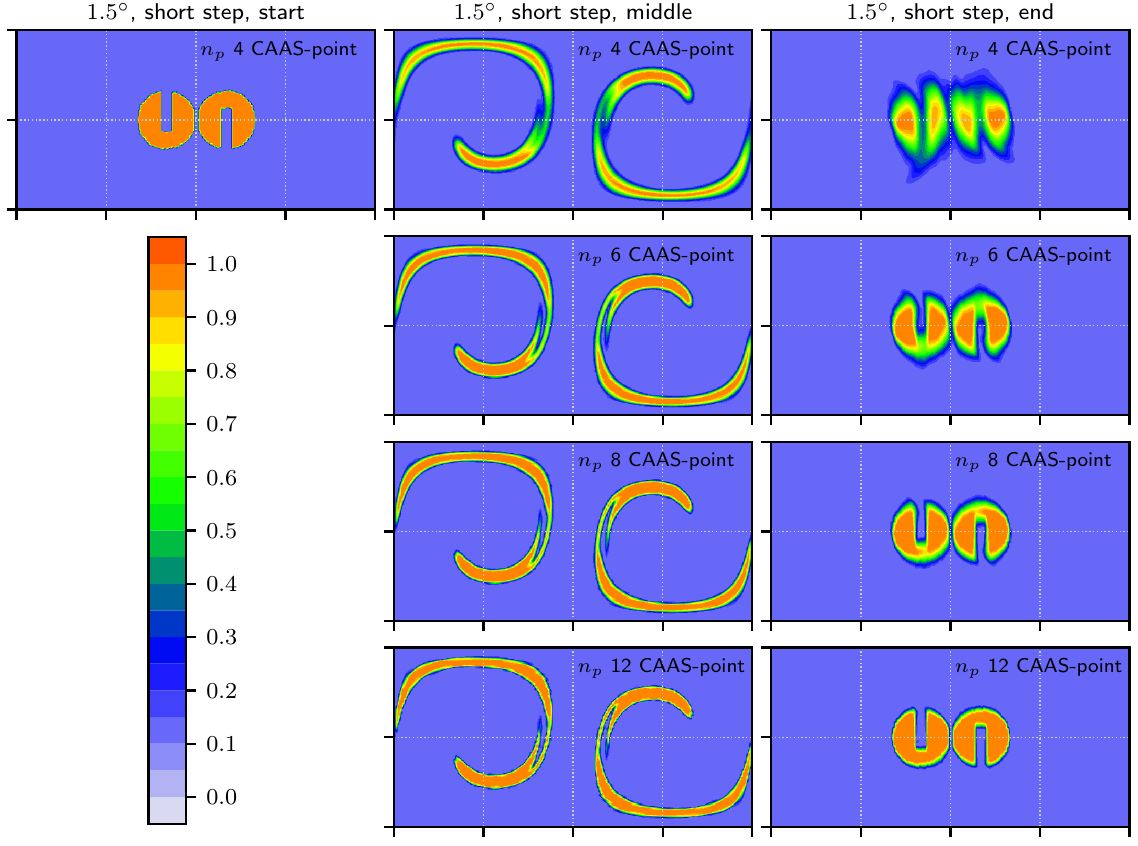 1.5°, short step, start
1.5°, short step, middle
1.5°, short step, end
n_p 4 CAAS-point
n_p 4 CAAS-point
n_p 4 CAAS-point
n_p 6 CAAS-point
n_p 6 CAAS-point
n_p 8 CAAS-point
n_p 8 CAAS-point
n_p 12 CAAS-point
n_p 12 CAAS-point
1.0
0.9
0.8
0.7
0.6
0.5
0.4
0.3
0.2
0.1
0.0